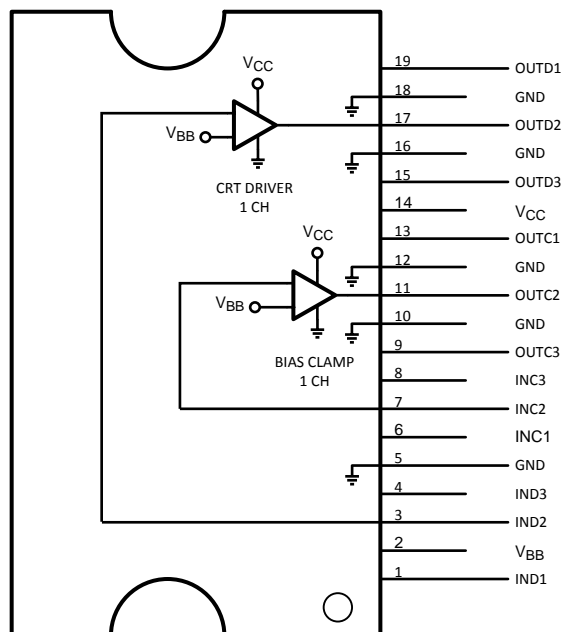 19 OUTD1
VCC
18 GND
VBB
17 OUTD2
16 GND
CRT DRIVER
1 CH
15 OUTD3
14 VCC
VCC
13 OUTC1
12 GND
VBB
11 OUTC2
10 GND
BIAS CLAMP
1 CH
9 OUTC3
8 INC3
7 INC2
6 INC1
5 GND
4 IND3
3 IND2
2 VBB
1 IND1